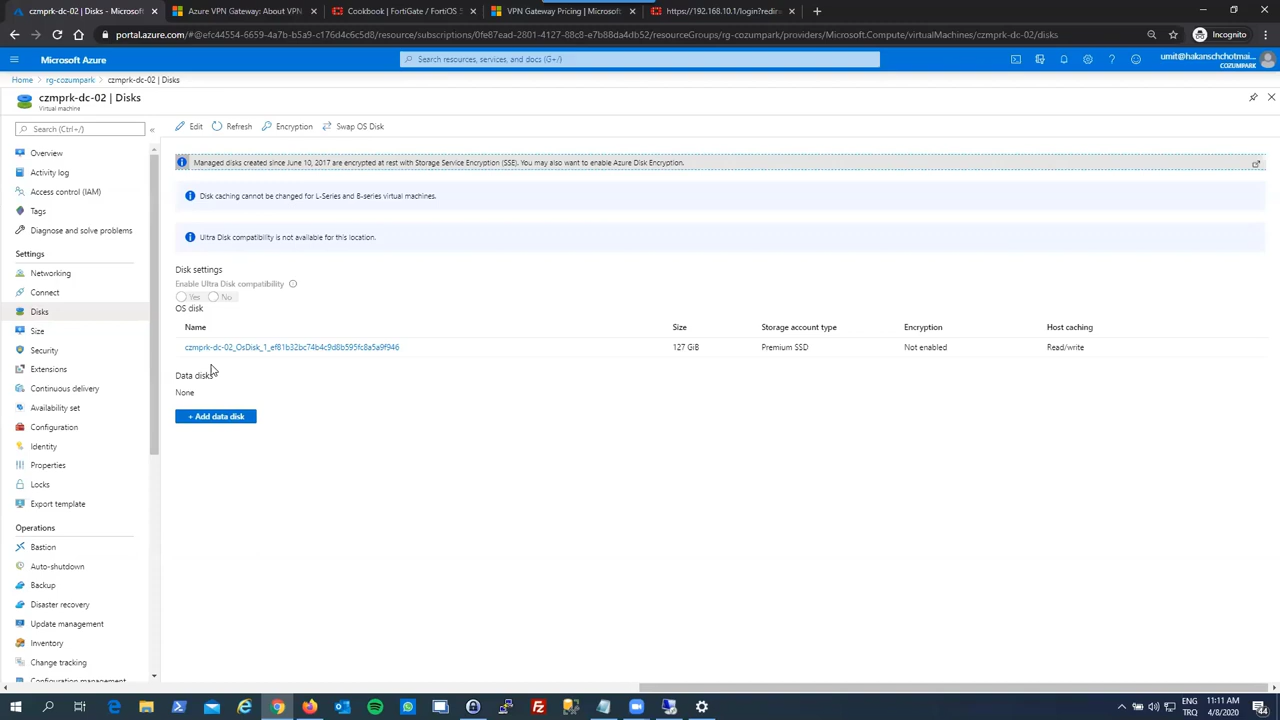 czmprk-dc-02 | Disks - Microsoft
Azure VPN Gateway: About VPN
Cookbook | FortiGate / FortiOS
VPN Gateway Pricing | Microsoft
https://192.168.10.1/login?redir
portal.azure.com/#@efc44554-6659-4a7b-b5a9-c176d4c6c5d8/resource/subscriptions/0fe87ead-2801-4127-88c8-e7b88da4db52/resourceGroups/rg-cozumpark/providers/Microsoft.Compute/virtualMachines/czmprk-dc-02/disks
Incognito
Microsoft Azure
Search resources, services, and docs (G+/)
umit@hakanschchotmai...
COZUMPARK
Home > rg-cozumpark > czmprk-dc-02 | Disks
czmprk-dc-02 | Disks
Virtual machine
Search (Ctrl+/)
Edit
Refresh
Encryption
Swap OS Disk
Overview
Activity log
Access control (IAM)
Tags
Diagnose and solve problems
Settings
Networking
Connect
Disks
Size
Security
Extensions
Continuous delivery
Availability set
Configuration
Identity
Properties
Locks
Export template
Operations
Bastion
Auto-shutdown
Backup
Disaster recovery
Update management
Inventory
Change tracking
Configuration management
Managed disks created since June 10, 2017 are encrypted at rest with Storage Service Encryption (SSE). You may also want to enable Azure Disk Encryption.
Disk caching cannot be changed for L-Series and B-series virtual machines.
Ultra Disk compatibility is not available for this location.
Disk settings
Enable Ultra Disk compatibility
Yes No
OS disk
Name Size Storage account type Encryption Host caching
czmprk-dc-02_OsDisk_1_ef81b32bc74b4c9d8b595fc8a5a9f946 127 GiB Premium SSD Not enabled Read/write
Data disks
None
+ Add data disk
ENG 11:11 AM
TRQ 4/8/2020